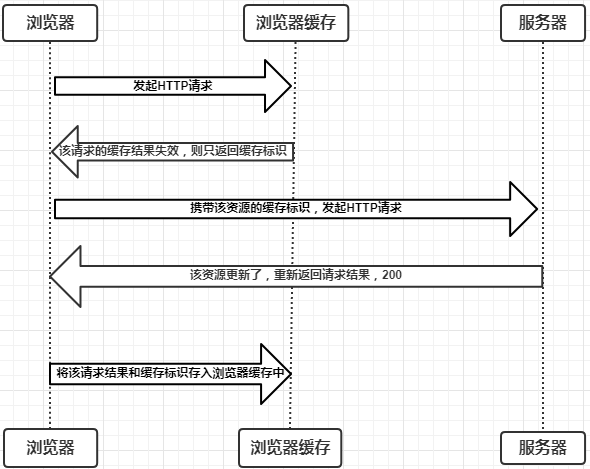 浏览器
浏览器缓存
服务器
发起HTTP请求
该请求的缓存结果失效，则只返回缓存标识
携带该资源的缓存标识，发起HTTP请求
该资源更新了，重新返回请求结果，200
将该请求结果和缓存标识存入浏览器缓存中
浏览器
浏览器缓存
服务器